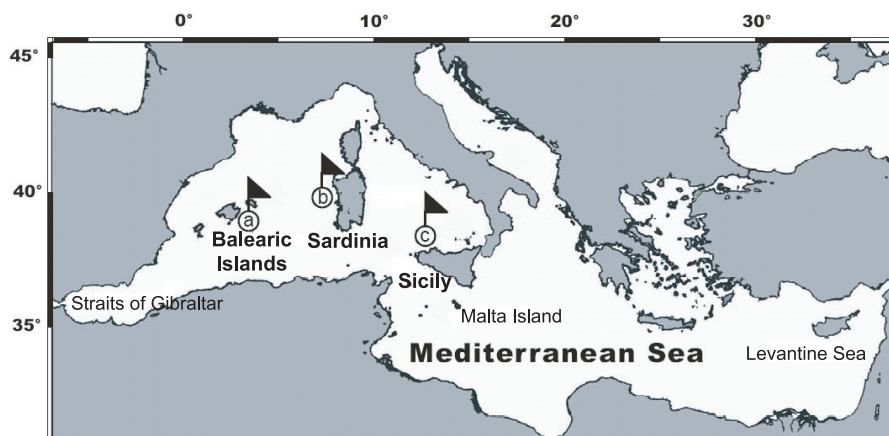 0° 10° 20° 30°
45°
40°
b
a
c
Balearic
Islands
Sardinia
Sicily
Straits of Gibraltar
Malta Island
35°
Mediterranean Sea
Levantine Sea